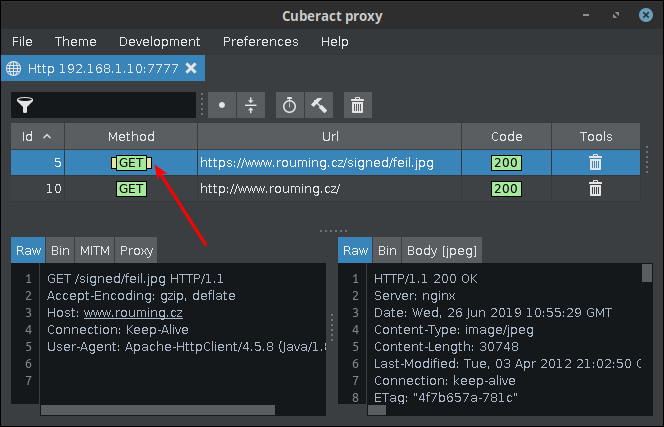 Cuberact proxy
File Theme Development Preferences Help
Http 192.168.1.10:7777
Id Method Url Code Tools
5 GET https://www.rouming.cz/signed/feil.jpg 200
10 GET http://www.rouming.cz/ 200
Raw Bin MITM Proxy
1 GET /signed/feil.jpg HTTP/1.1
2 Accept-Encoding: gzip, deflate
3 Host: www.rouming.cz
4 Connection: Keep-Alive
5 User-Agent: Apache-HttpClient/4.5.8 (Java/1.8
6
7
Raw Bin Body [jpeg]
1 HTTP/1.1 200 OK
2 Server: nginx
3 Date: Wed, 26 Jun 2019 10:55:29 GMT
4 Content-Type: image/jpeg
5 Content-Length: 30748
6 Last-Modified: Tue, 03 Apr 2012 21:02:50 G
7 Connection: keep-alive
8 ETag: "4f7b657a-781c"